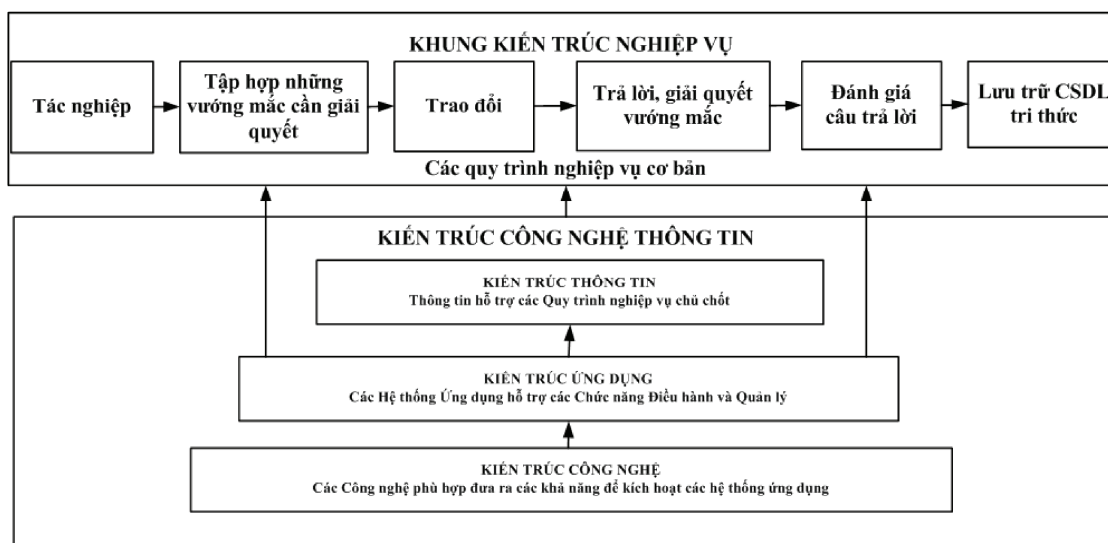 KHUNG KIẾN TRÚC NGHIỆP VỤ
Tác nghiệp
Tập hợp những
vướng mắc cần giải
quyết
Trao đổi
Trả lời, giải quyết
vướng mắc
Đánh giá
câu trả lời
Lưu trữ CSDL
tri thức
Các quy trình nghiệp vụ cơ bản
KIẾN TRÚC CÔNG NGHỆ THÔNG TIN
KIẾN TRÚC THÔNG TIN
Thông tin hỗ trợ các Quy trình nghiệp vụ chủ chốt
KIẾN TRÚC ỨNG DỤNG
Các Hệ thống Ứng dụng hỗ trợ các Chức năng Điều hành và Quản lý
KIẾN TRÚC CÔNG NGHỆ
Các Công nghệ phù hợp đưa ra các khả năng để kích hoạt các hệ thống ứng dụng